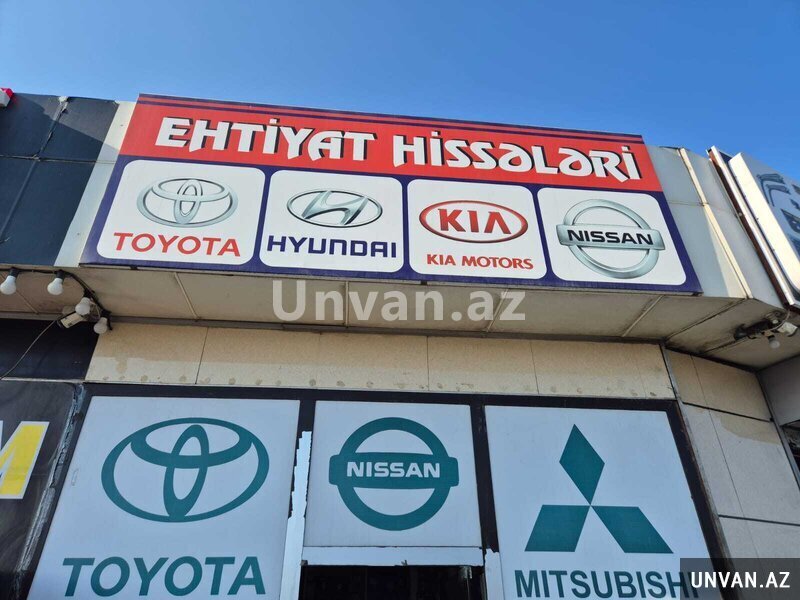 EHTİYAT HİSSƏLƏRİ
TOYOTA
HYUNDAI
KIA
KIA MOTORS
NISSAN
Unvan.az
M
NISSAN
TOYOTA
MITSUBISHI
UNVAN.AZ